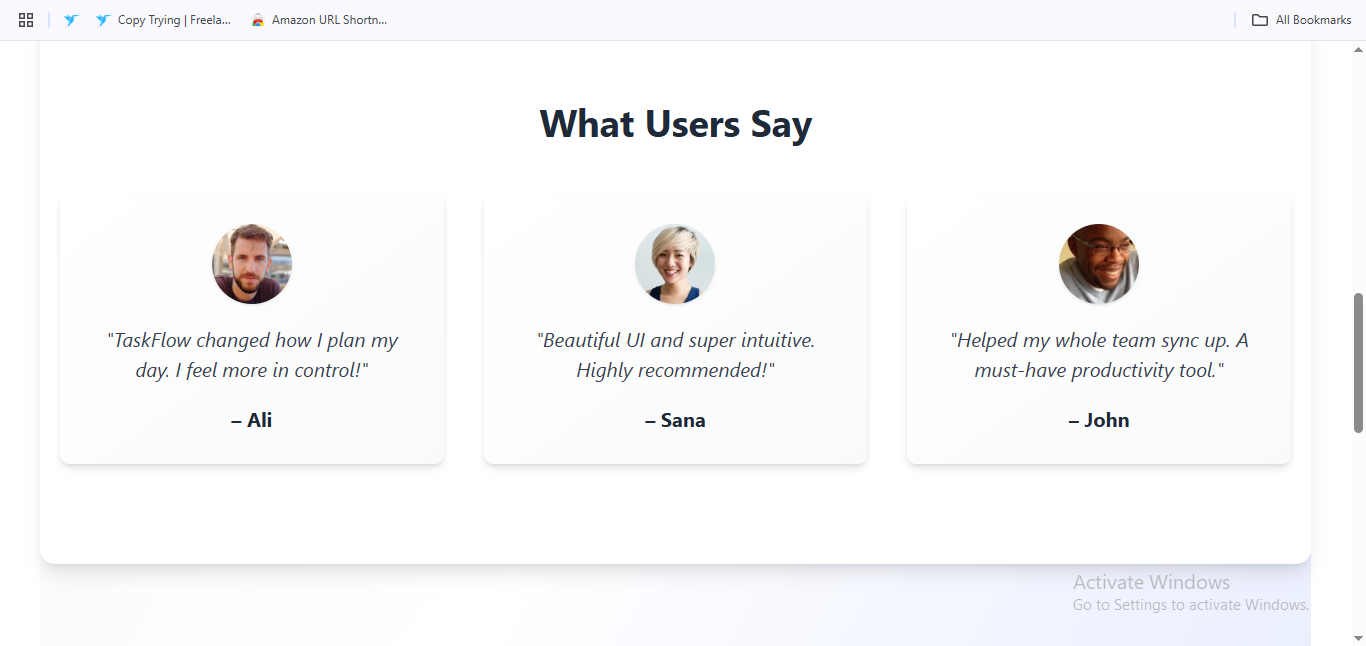 Copy Trying | Freela...
Amazon URL Shortn...
All Bookmarks
What Users Say
"TaskFlow changed how I plan my
day. I feel more in control!"
– Ali
"Beautiful UI and super intuitive.
Highly recommended!"
– Sana
"Helped my whole team sync up. A
must-have productivity tool."
– John
Activate Windows
Go to Settings to activate Windows.